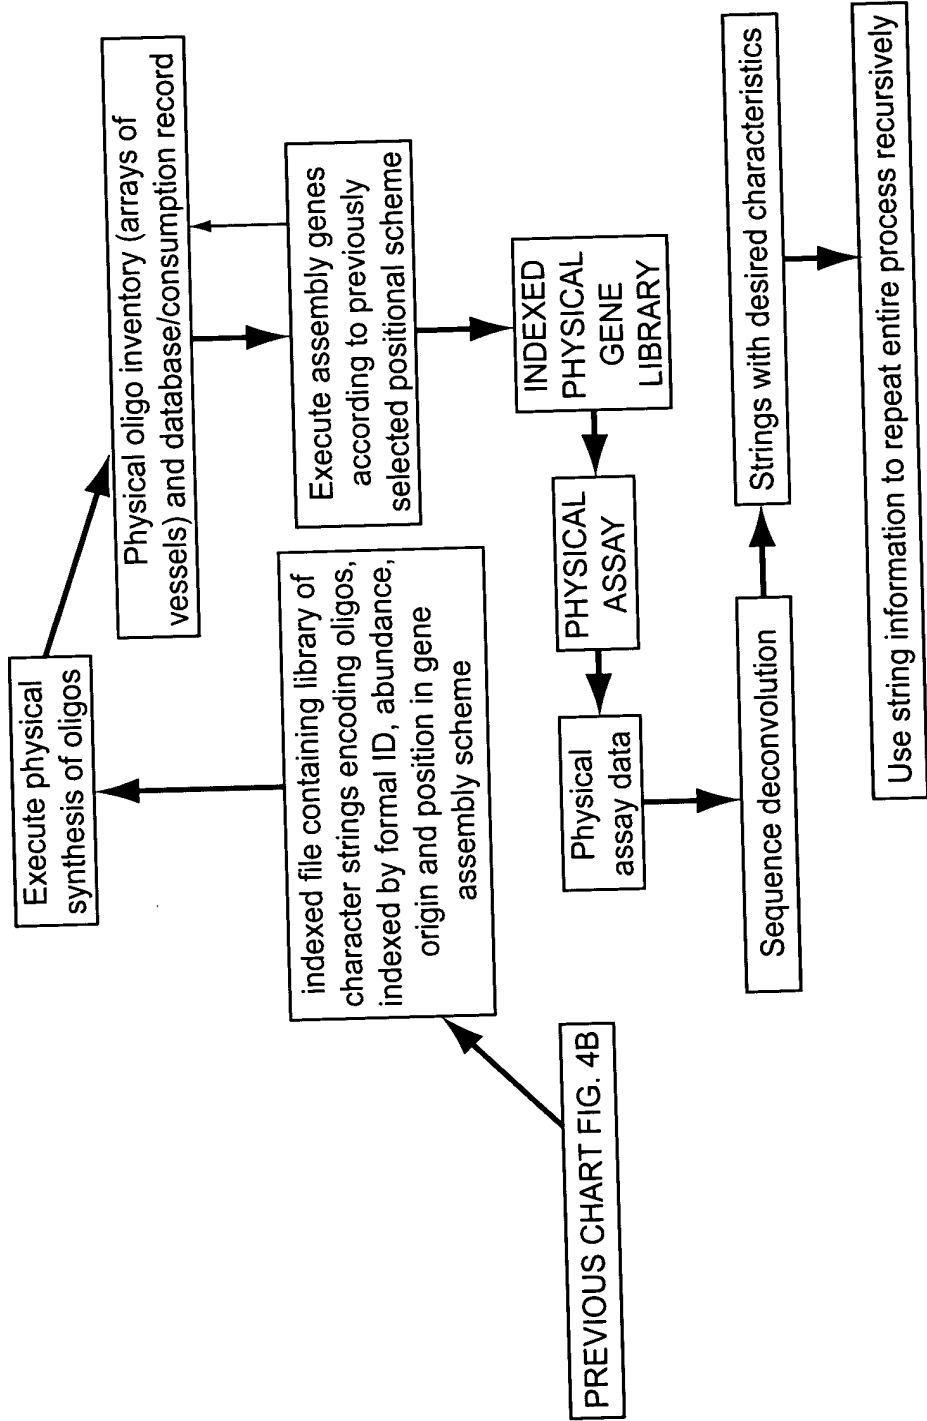 Execute physical
synthesis of oligos
Physical oligo inventory (arrays of
vessels) and database/consumption record
indexed file containing library of
character strings encoding oligos,
indexed by formal ID, abundance,
origin and position in gene
assembly scheme
Execute assembly genes
according to previously
selected positional scheme
PREVIOUS CHART FIG. 4B
Physical
assay data
PHYSICAL
ASSAY
INDEXED
PHYSICAL
GENE
LIBRARY
Sequence deconvolution
Strings with desired characteristics
Use string information to repeat entire process recursively